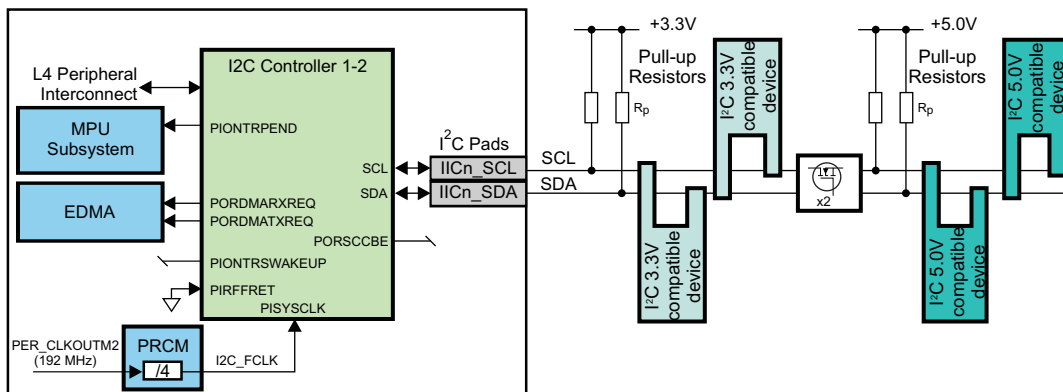 I2C Controller 1-2
L4 Peripheral
Interconnect
MPU
Subsystem
PIONTRPEND
EDMA
PORDMARXREQ
PORDMATXREQ
PIONTRSWAKEUP
PIRFFRET
PISYSCLK
SCL
SDA
PORSCCBE
I²C Pads
IICn_SCL
IICn_SDA
PER_CLKOUTM2
(192 MHz)
PRCM
/4
I2C_FCLK
SCL
SDA
+3.3V
Pull-up
Resistors
Rp
I²C 3.3V
compatible
device
I²C 3.3V
compatible
device
x2
+5.0V
Pull-up
Resistors
Rp
I²C 5.0V
compatible
device
I²C 5.0V
compatible
device